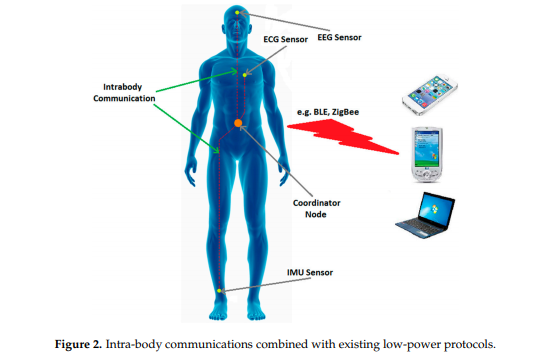 EEG Sensor
ECG Sensor
Intrabody
Communication
e.g. BLE, ZigBee
Coordinator
Node
IMU Sensor
Figure 2. Intra-body communications combined with existing low-power protocols.